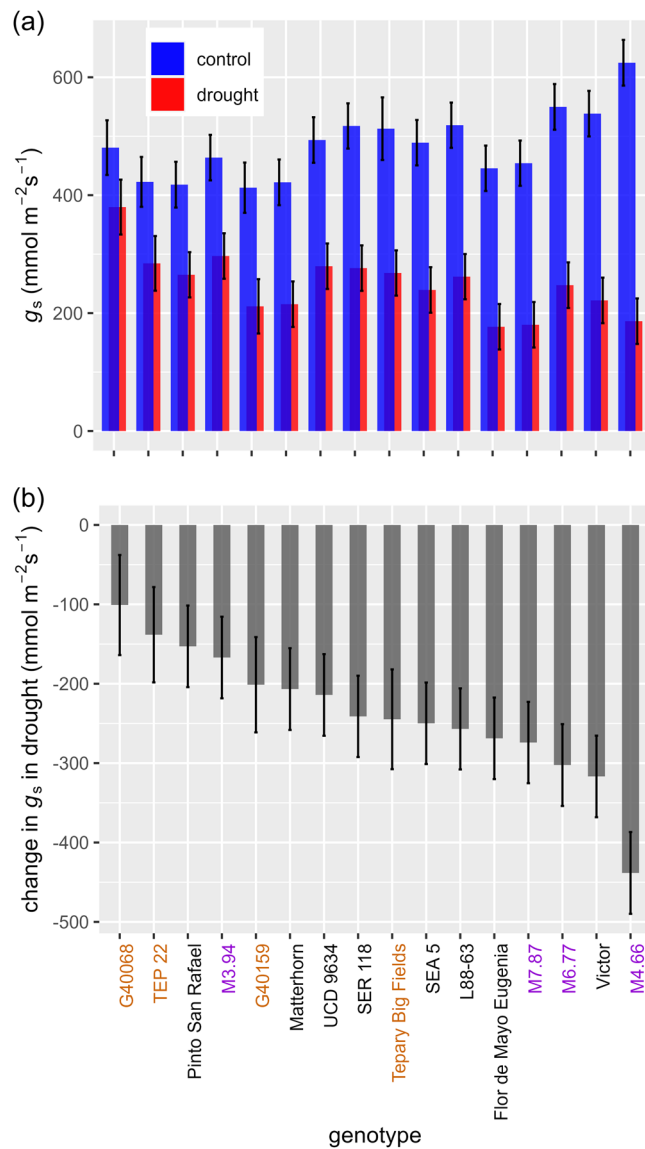 (a)
control
drought
600
400
200
0
gs (mmol m−2s−1)
(b)
0
-100
-200
-300
-400
-500
change in gs in drought (mmol m−2s−1)
G40068
TEP 22
Pinto San Rafael
M3.94
G40159
Matterhorn
UCD 9634
SER 118
Tepary Big Fields
SEA 5
L88-63
Flor de Mayo Eugenia
M7.87
M6.77
Victor
M4.66
genotype